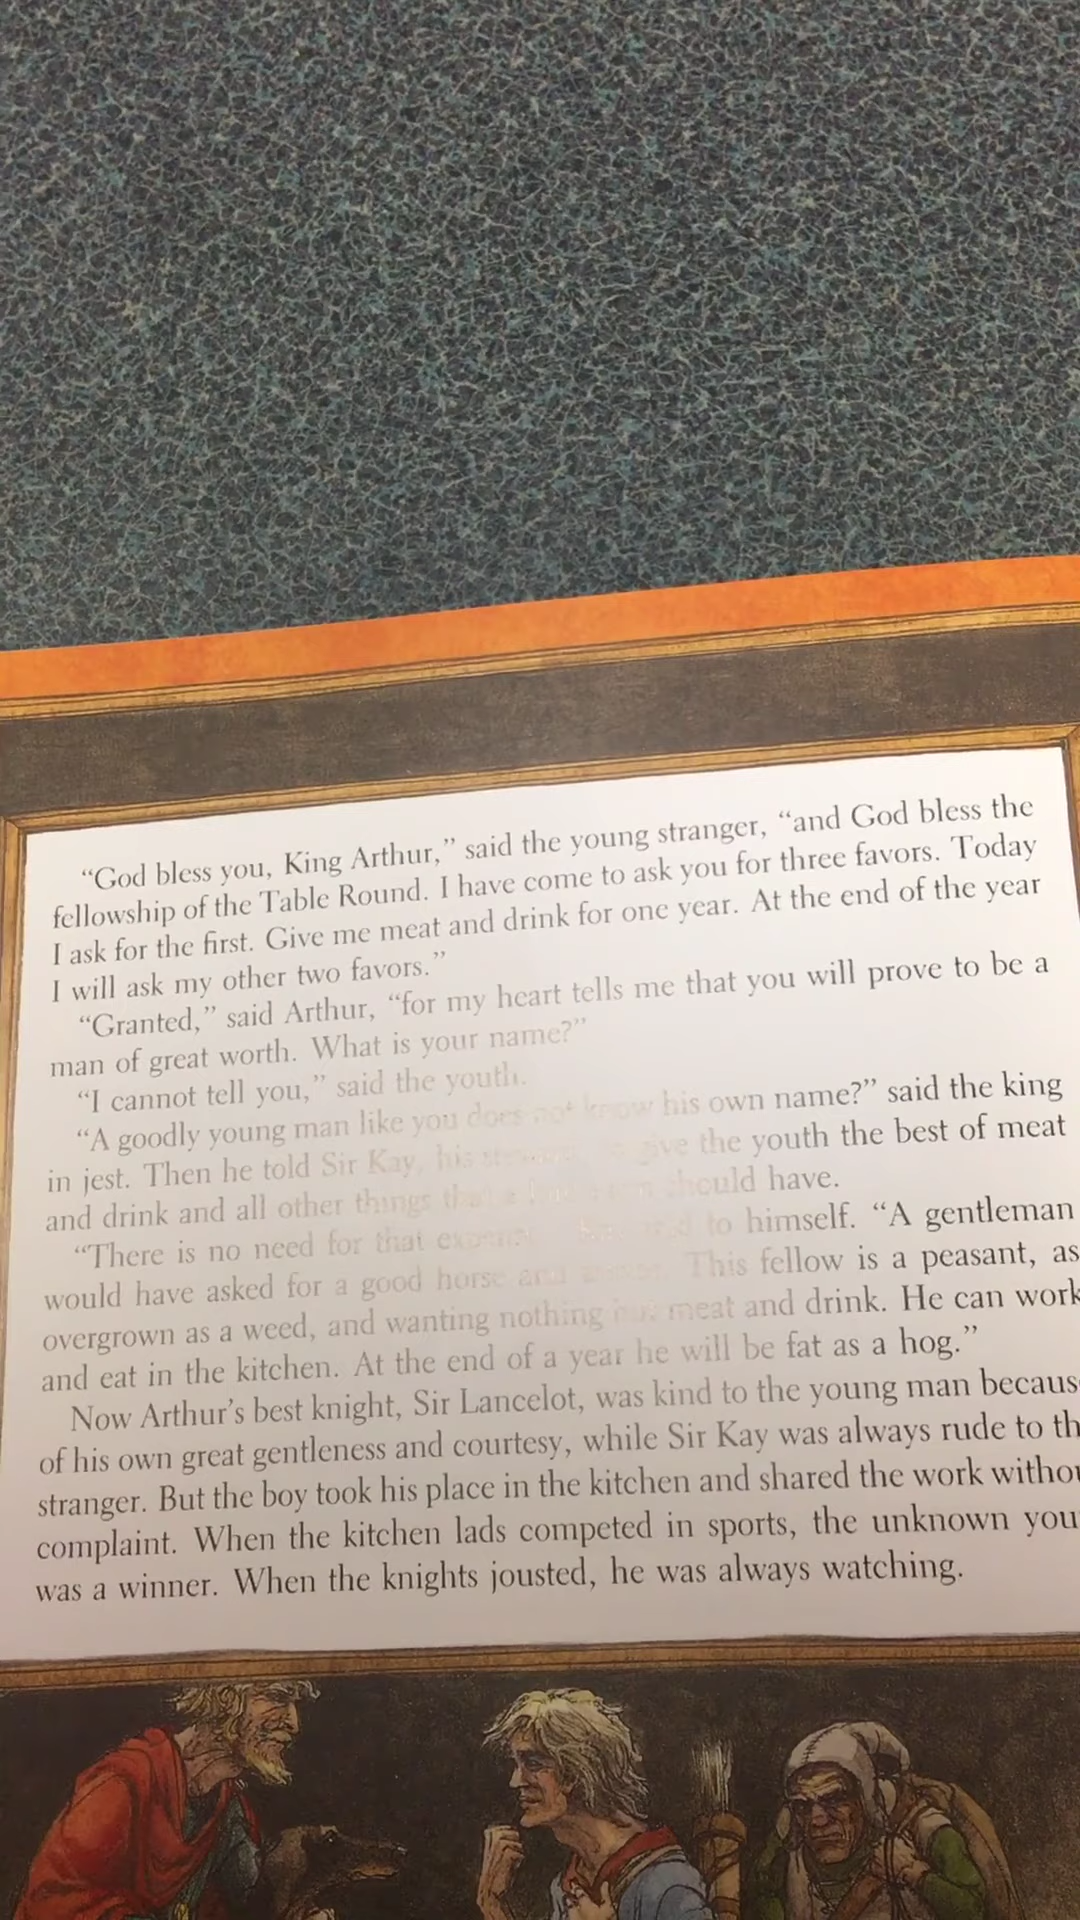 “God bless you, King Arthur,” said the young stranger, “and God bless the
fellowship of the Table Round. I have come to ask you for three favors. Today
I ask for the first. Give me meat and drink for one year. At the end of the year
I will ask my other two favors.”
“Granted,” said Arthur, “for my heart tells me that you will prove to be a
man of great worth. What is your name?”
“I cannot tell you,” said the youth.
“A goodly young man like you does not know his own name?” said the king
in jest. Then he told Sir Kay, his give the youth the best of meat
and drink and all other things that a should have.
“There is no need for that to himself. “A gentleman
would have asked for a good horse and This fellow is a peasant, as
overgrown as a weed, and wanting nothing but meat and drink. He can work
and eat in the kitchen. At the end of a year he will be fat as a hog.”
Now Arthur’s best knight, Sir Lancelot, was kind to the young man becaus
of his own great gentleness and courtesy, while Sir Kay was always rude to th
stranger. But the boy took his place in the kitchen and shared the work withou
complaint. When the kitchen lads competed in sports, the unknown you
was a winner. When the knights jousted, he was always watching.